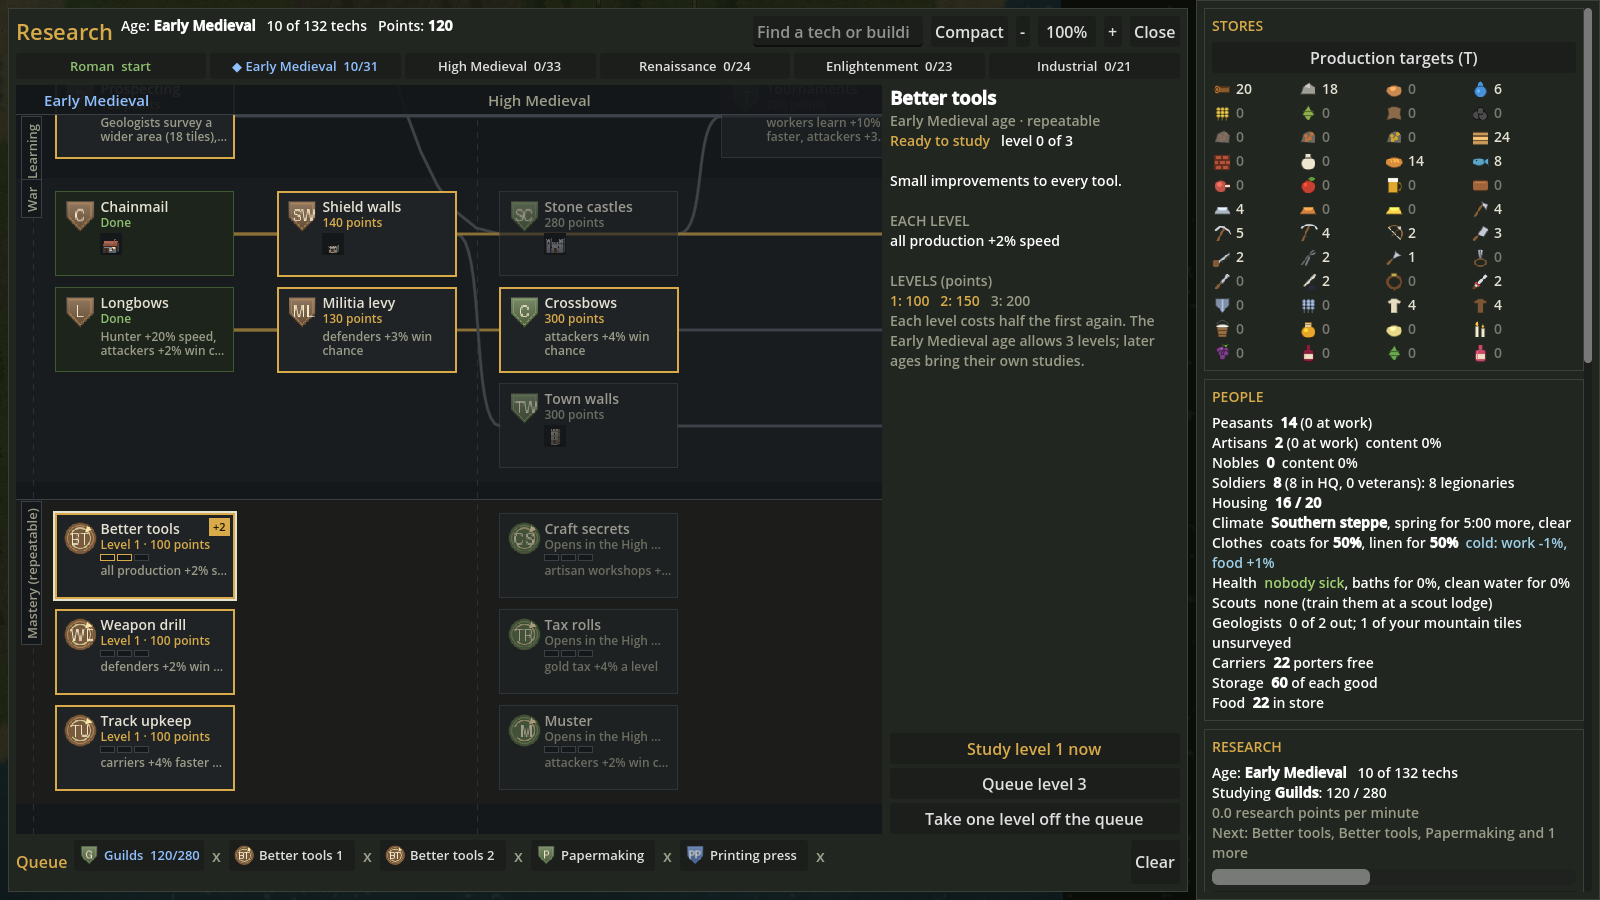 Research Age: Early Medieval 10 of 132 techs Points: 120
Find a tech or buildi Compact - 100% + Close
Roman start
Early Medieval 10/31
High Medieval 0/33
Renaissance 0/24
Enlightenment 0/23
Industrial 0/21
Early Medieval
High Medieval
Prospecting
Tournaments
Learning
Geologists survey a
wider area (18 tiles),...
workers learn +10%
faster, attackers +3.
War
C
Chainmail
Done
SW
Shield walls
140 points
SC
Stone castles
280 points
L
Longbows
Done
Hunter +20% speed,
attackers +2% win c...
ML
Militia levy
130 points
defenders +3% win
chance
C
Crossbows
300 points
attackers +4% win
chance
TW
Town walls
300 points
Mastery (repeatable)
BT
Better tools
+2
Level 1 · 100 points
all production +2% s...
CS
Craft secrets
Opens in the High ...
artisan workshops +...
WD
Weapon drill
Level 1 · 100 points
defenders +2% win ...
TR
Tax rolls
Opens in the High ...
gold tax +4% a level
TU
Track upkeep
Level 1 · 100 points
carriers +4% faster ...
M
Muster
Opens in the High ...
attackers +2% win c...
Better tools
Early Medieval age · repeatable
Ready to study level 0 of 3
Small improvements to every tool.
EACH LEVEL
all production +2% speed
LEVELS (points)
1: 100 2: 150 3: 200
Each level costs half the first again. The
Early Medieval age allows 3 levels; later
ages bring their own studies.
Study level 1 now
Queue level 3
Take one level off the queue
Queue G Guilds 120/280 x BT Better tools 1 x BT Better tools 2 x P Papermaking x PP Printing press x Clear
STORES
Production targets (T)
20 18 0 6
0 0 0 0
0 0 0 24
0 0 14 8
0 0 0 0
4 0 0 4
5 4 2 3
2 2 1 0
0 2 0 2
0 0 4 4
0 0 0 0
0 0 0 0
PEOPLE
Peasants 14 (0 at work)
Artisans 2 (0 at work) content 0%
Nobles 0 content 0%
Soldiers 8 (8 in HQ, 0 veterans): 8 legionaries
Housing 16 / 20
Climate Southern steppe, spring for 5:00 more, clear
Clothes coats for 50%, linen for 50% cold: work -1%,
food +1%
Health nobody sick, baths for 0%, clean water for 0%
Scouts none (train them at a scout lodge)
Geologists 0 of 2 out; 1 of your mountain tiles
unsurveyed
Carriers 22 porters free
Storage 60 of each good
Food 22 in store
RESEARCH
Age: Early Medieval 10 of 132 techs
Studying Guilds: 120 / 280
0.0 research points per minute
Next: Better tools, Better tools, Papermaking and 1
more